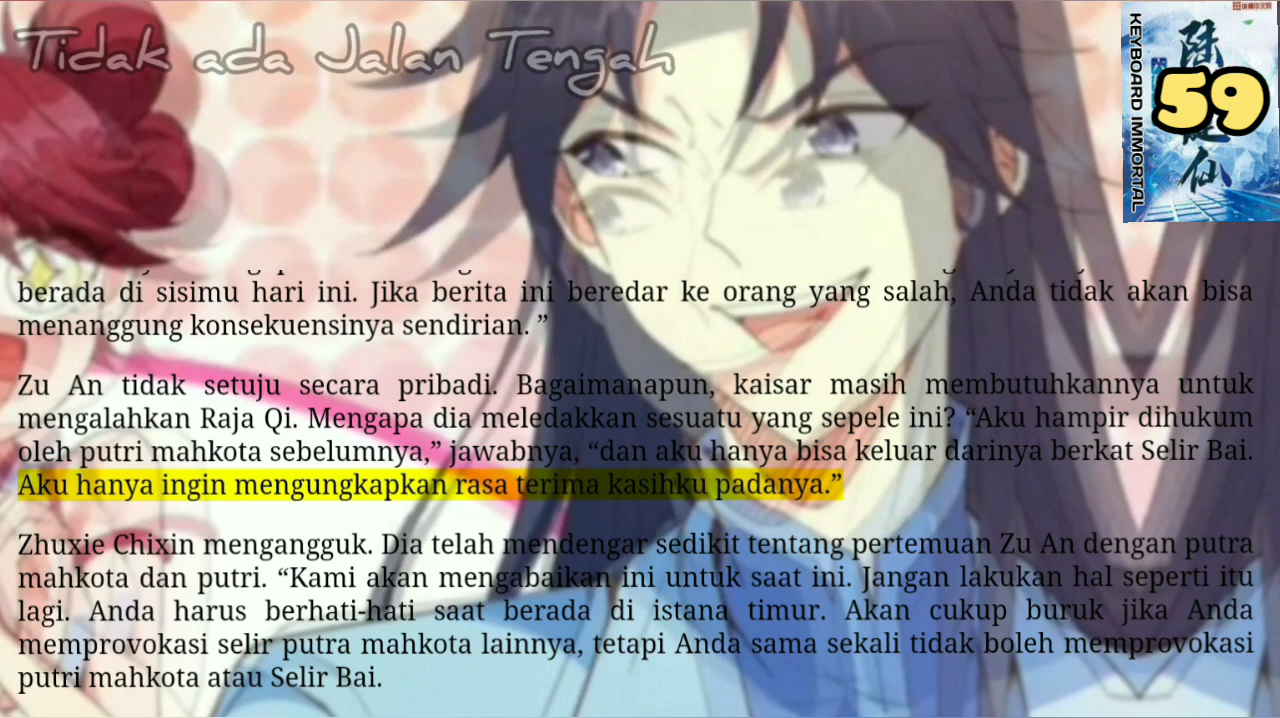 Tidak ada Jalan Tengah
KEYBOARD IMMORTAL
59
berada di sisimu hari ini. Jika berita ini beredar ke orang yang salah, Anda tidak akan bisa
menanggung konsekuensinya sendirian. ”
Zu An tidak setuju secara pribadi. Bagaimanapun, kaisar masih membutuhkannya untuk
mengalahkan Raja Qi. Mengapa dia meledakkan sesuatu yang sepele ini? “Aku hampir dihukum
oleh putri mahkota sebelumnya,” jawabnya, “dan aku hanya bisa keluar darinya berkat Selir Bai.
Aku hanya ingin mengungkapkan rasa terima kasihku padanya.”
Zhuxie Chixin mengangguk. Dia telah mendengar sedikit tentang pertemuan Zu An dengan putra
mahkota dan putri. “Kami akan mengabaikan ini untuk saat ini. Jangan lakukan hal seperti itu
lagi. Anda harus berhati-hati saat berada di istana timur. Akan cukup buruk jika Anda
memprovokasi selir putra mahkota lainnya, tetapi Anda sama sekali tidak boleh memprovokasi
putri mahkota atau Selir Bai.